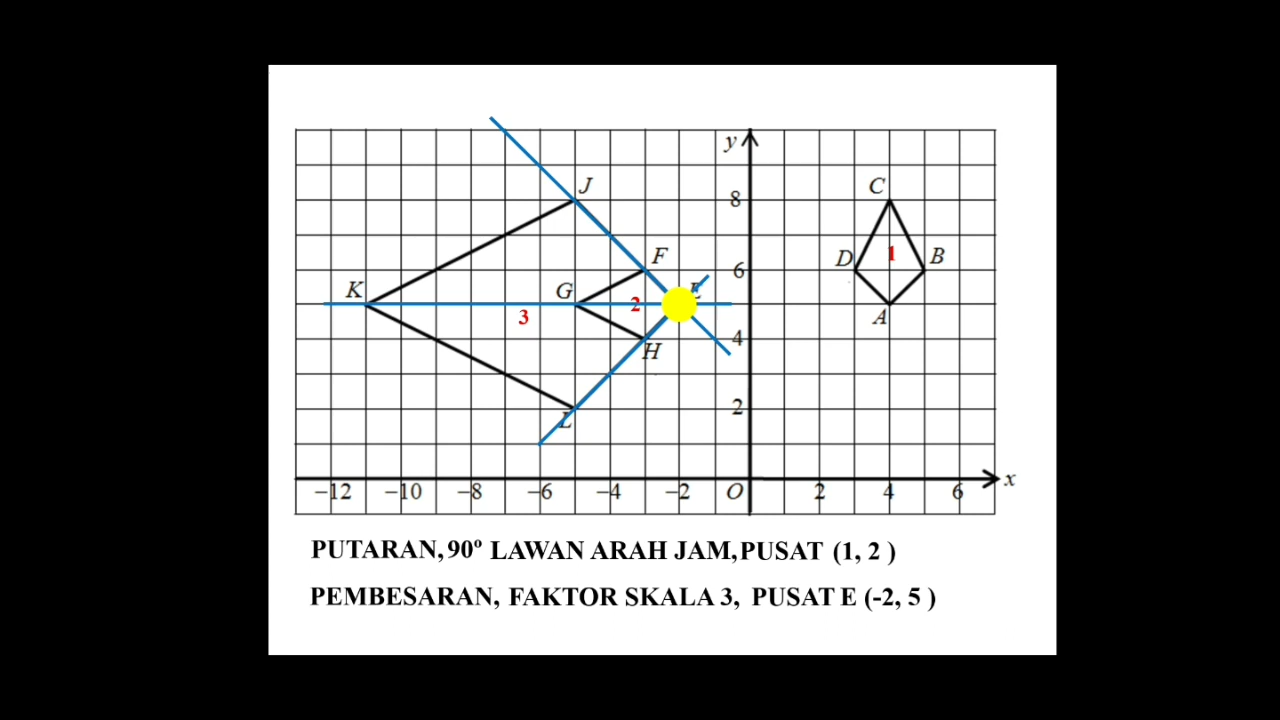 y
J
8
C
F
D
1
B
6
K
G
E
2
3
A
H
4
2
L
−12 −10 −8 −6 −4 −2 O 2 4 6 x
PUTARAN, 90º LAWAN ARAH JAM, PUSAT (1, 2 )
PEMBESARAN, FAKTOR SKALA 3, PUSAT E (-2, 5 )